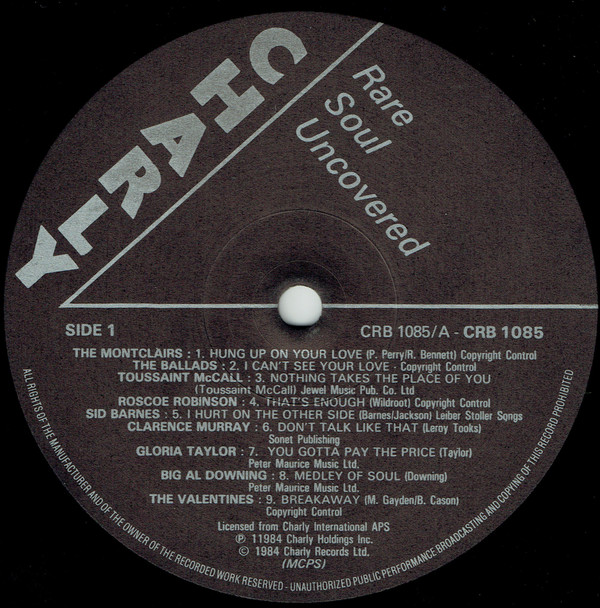 CHARLY
Rare
Soul
Uncovered
SIDE 1
CRB 1085/A - CRB 1085
THE MONTCLAIRS : 1. HUNG UP ON YOUR LOVE (P. Perry/R. Bennett) Copyright Control
THE BALLADS : 2. I CAN'T SEE YOUR LOVE - Copyright Control
TOUSSAINT McCALL : 3. NOTHING TAKES THE PLACE OF YOU
(Toussaint McCall) Jewel Music Pub. Co. Ltd
ROSCOE ROBINSON : 4. THAT'S ENOUGH (Wildroot) Copyright Control
SID BARNES : 5. I HURT ON THE OTHER SIDE (Barnes/Jackson) Leiber Stoller Songs
CLARENCE MURRAY : 6. DON'T TALK LIKE THAT (Leroy Tooks)
Sonet Publishing
GLORIA TAYLOR : 7. YOU GOTTA PAY THE PRICE (Taylor)
Peter Maurice Music Ltd.
BIG AL DOWNING : 8. MEDLEY OF SOUL (Downing)
Peter Maurice Music Ltd.
THE VALENTINES : 9. BREAKAWAY (M. Gayden/B. Cason)
Copyright Control
Licensed from Charly International APS
℗ 11984 Charly Holdings Inc.
© 1984 Charly Records Ltd.
(MCPS)
ALL RIGHTS OF THE MANUFACTURER AND OF THE OWNER OF THE RECORDED WORK RESERVED - UNAUTHORIZED PUBLIC PERFORMANCE BROADCASTING AND COPYING OF THIS RECORD PROHIBITED